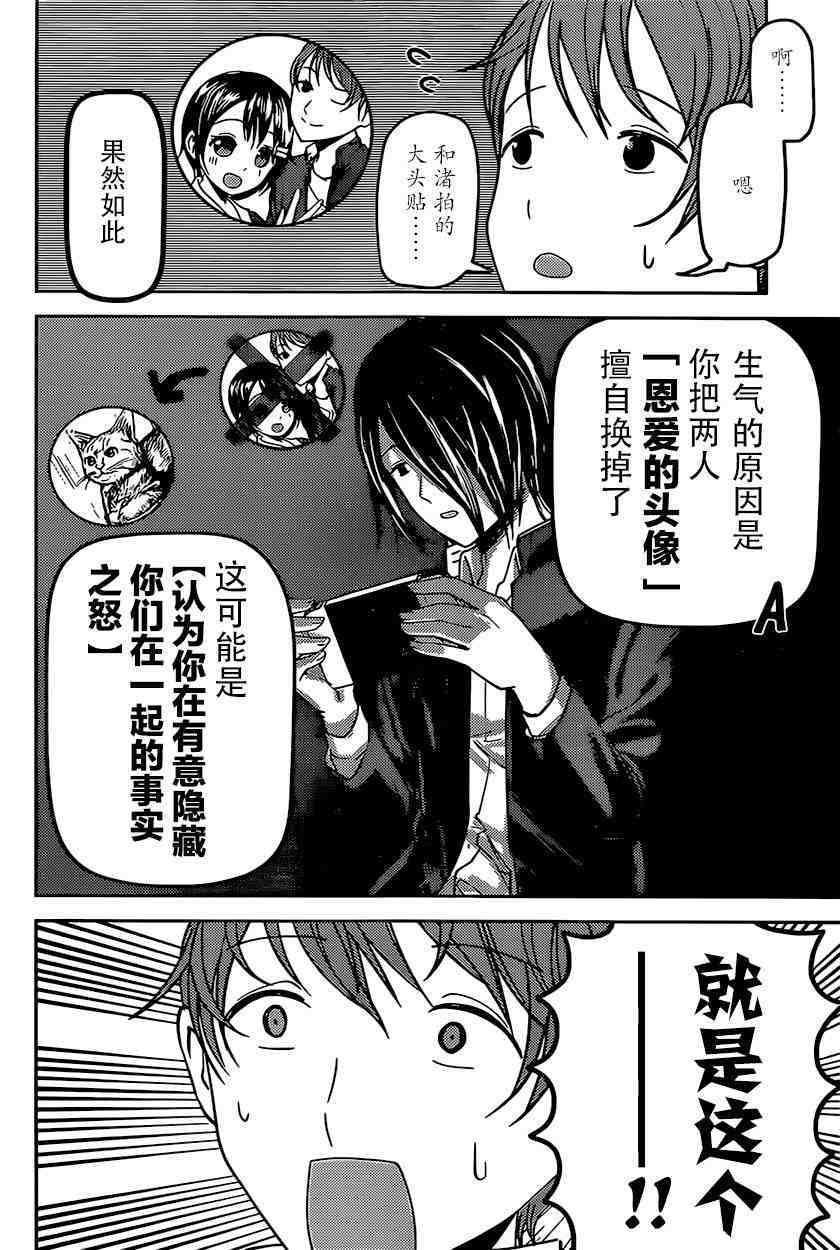 啊……
嗯
和渚拍的
大头贴……
果然如此
生气的原因是
你把两人
「恩爱的头像」
擅自换掉了
A
这可能是
【认为你在有意隐藏
你们在一起的事实
之怒】
就是这个
——!!